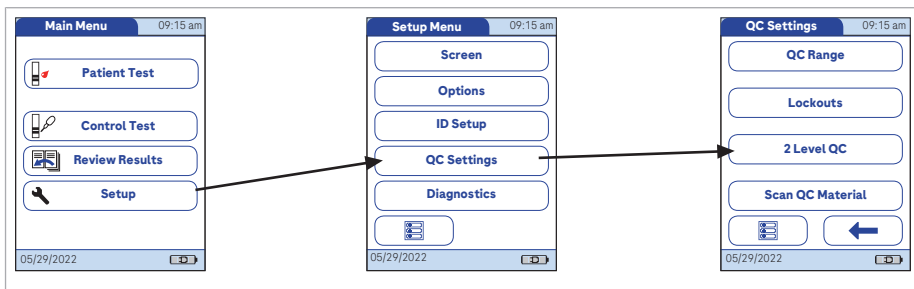 Main Menu 09:15 am
Patient Test
Control Test
Review Results
Setup
05/29/2022
Setup Menu 09:15 am
Screen
Options
ID Setup
QC Settings
Diagnostics
05/29/2022
QC Settings 09:15 am
QC Range
Lockouts
2 Level QC
Scan QC Material
05/29/2022